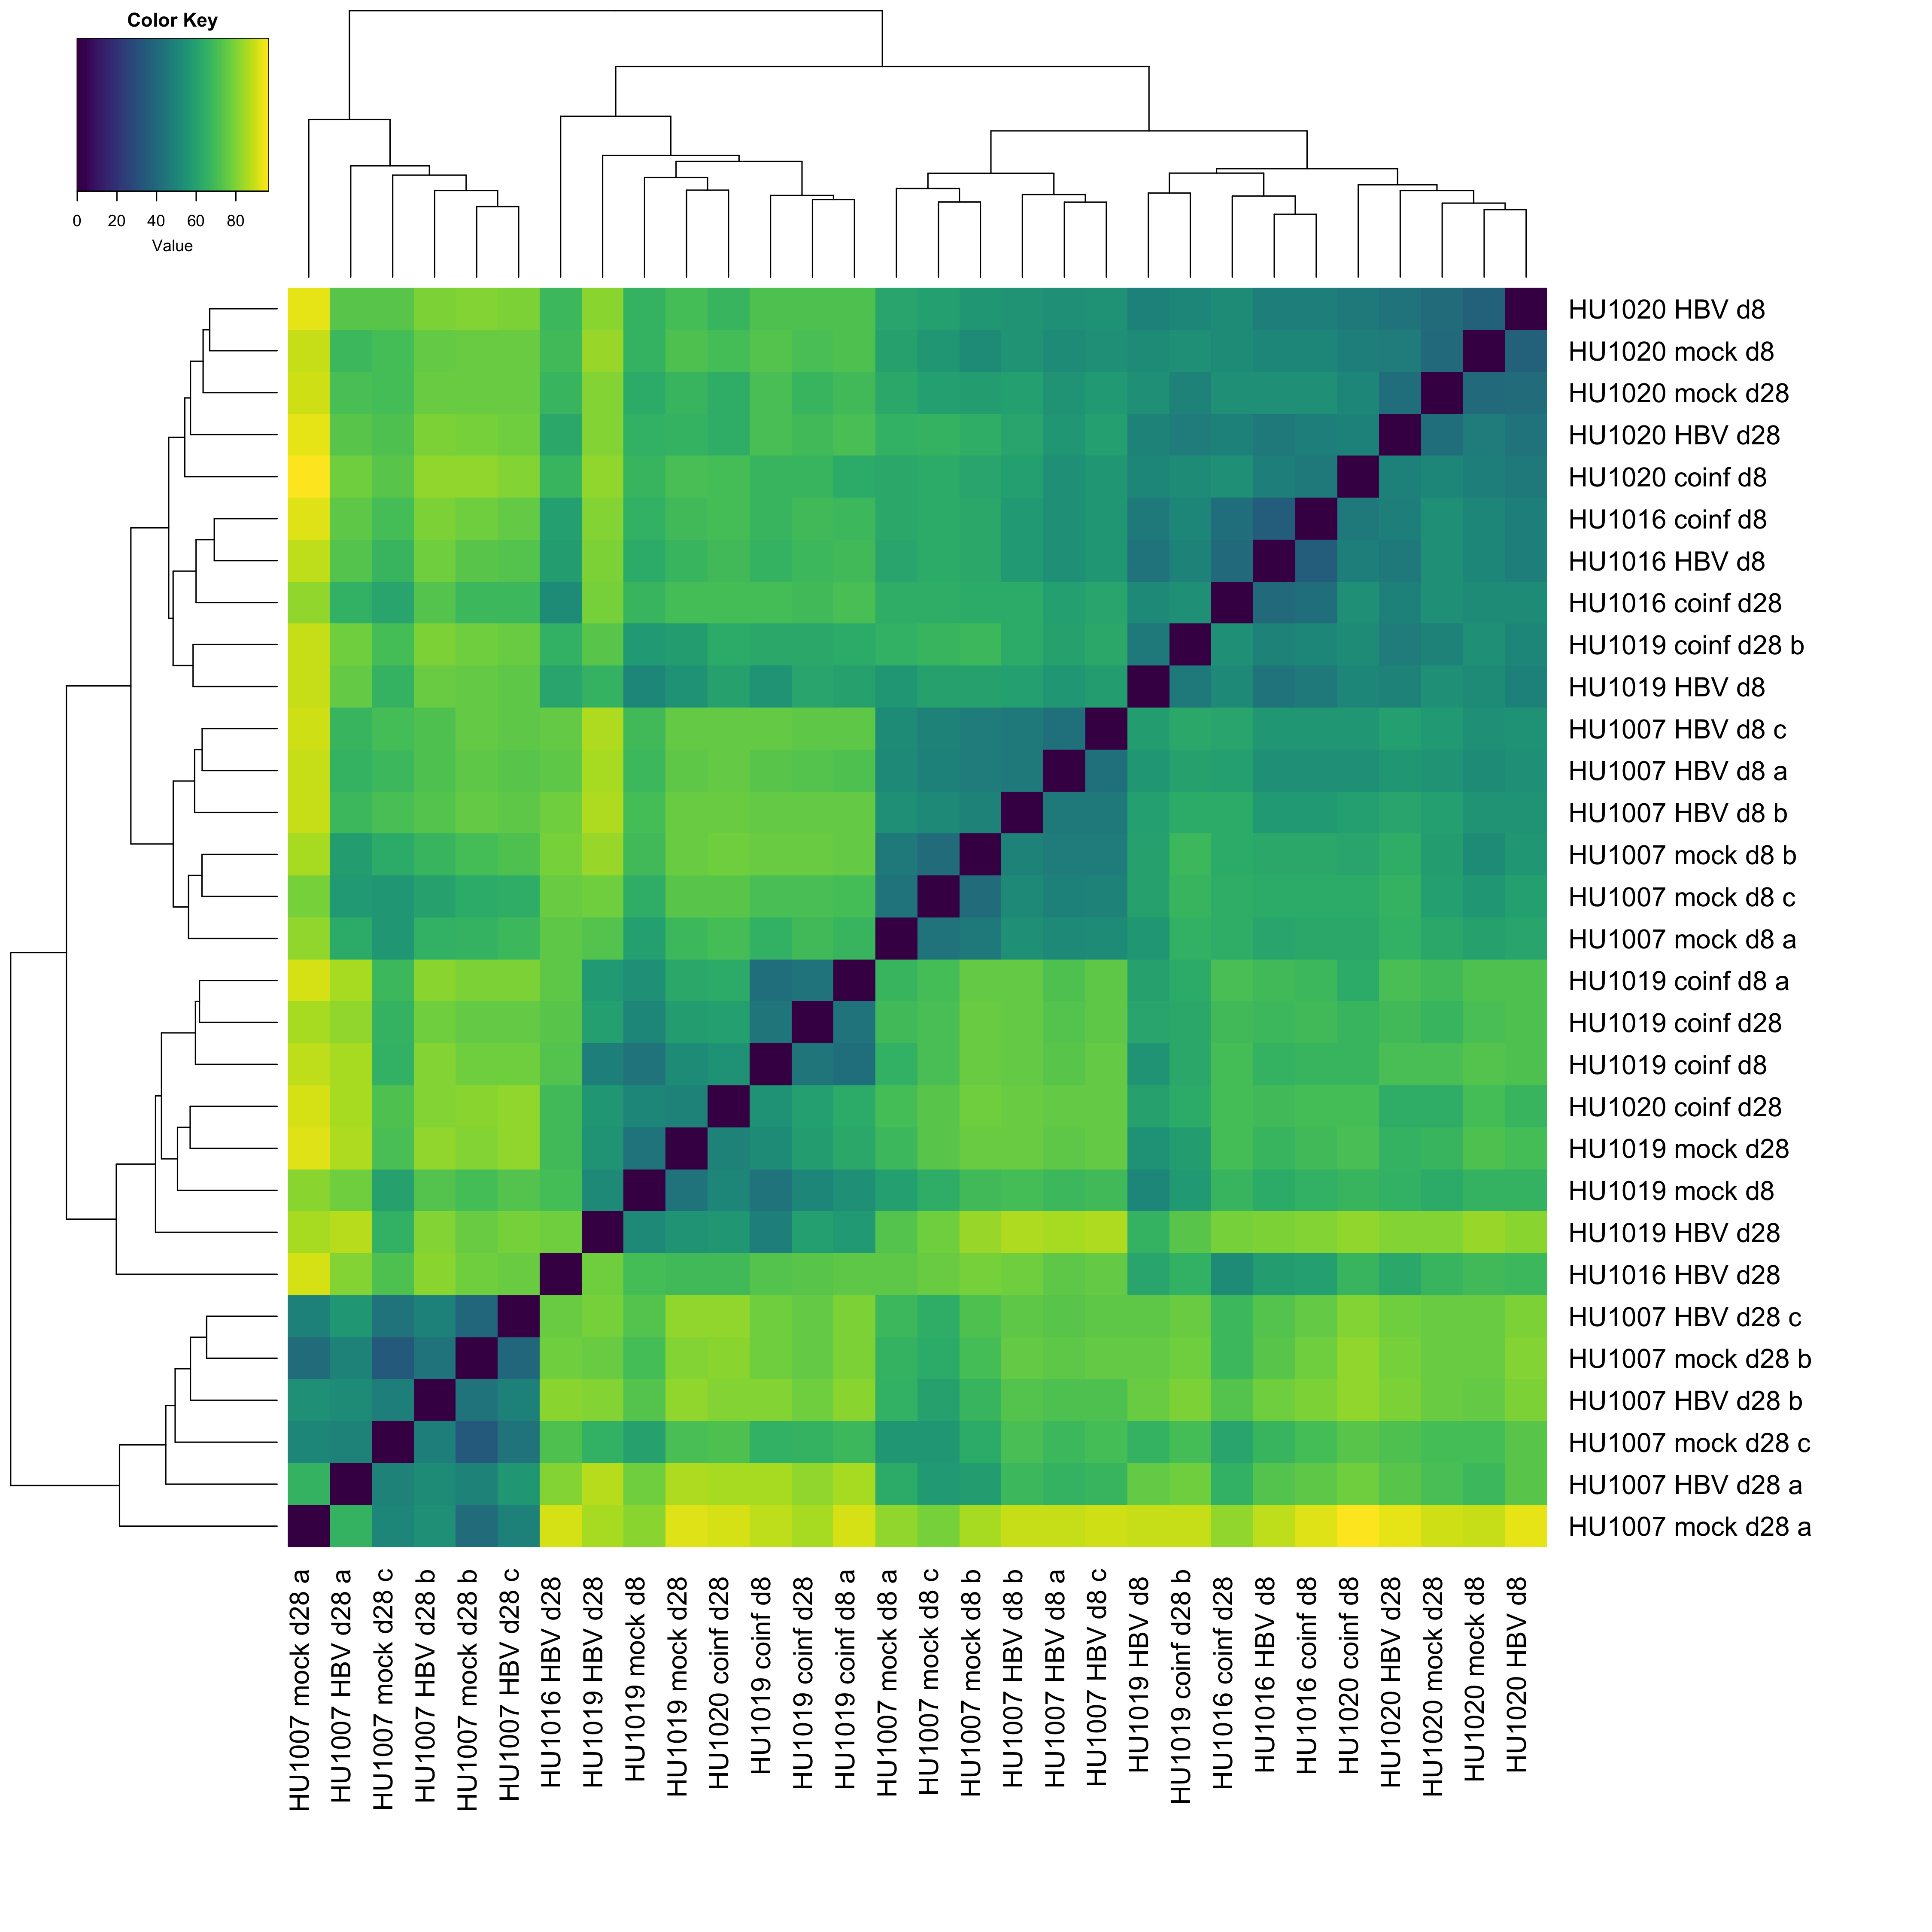 Color Key
0 20 40 60 80
Value
HU1020 HBV d8
HU1020 mock d8
HU1020 mock d28
HU1020 HBV d28
HU1020 coinf d8
HU1016 coinf d8
HU1016 HBV d8
HU1016 coinf d28
HU1019 coinf d28 b
HU1019 HBV d8
HU1007 HBV d8 c
HU1007 HBV d8 a
HU1007 HBV d8 b
HU1007 mock d8 b
HU1007 mock d8 c
HU1007 mock d8 a
HU1019 coinf d8 a
HU1019 coinf d28
HU1019 coinf d8
HU1020 coinf d28
HU1019 mock d28
HU1019 mock d8
HU1019 HBV d28
HU1016 HBV d28
HU1007 HBV d28 c
HU1007 mock d28 b
HU1007 HBV d28 b
HU1007 mock d28 c
HU1007 HBV d28 a
HU1007 mock d28 a
HU1007 mock d28 a
HU1007 HBV d28 a
HU1007 mock d28 c
HU1007 HBV d28 b
HU1007 mock d28 b
HU1007 HBV d28 c
HU1016 HBV d28
HU1019 HBV d28
HU1019 mock d8
HU1019 mock d28
HU1020 coinf d28
HU1019 coinf d8
HU1019 coinf d28
HU1019 coinf d8 a
HU1007 mock d8 a
HU1007 mock d8 c
HU1007 mock d8 b
HU1007 HBV d8 b
HU1007 HBV d8 a
HU1007 HBV d8 c
HU1019 HBV d8
HU1019 coinf d28 b
HU1016 coinf d28
HU1016 HBV d8
HU1016 coinf d8
HU1020 coinf d8
HU1020 HBV d28
HU1020 mock d28
HU1020 mock d8
HU1020 HBV d8